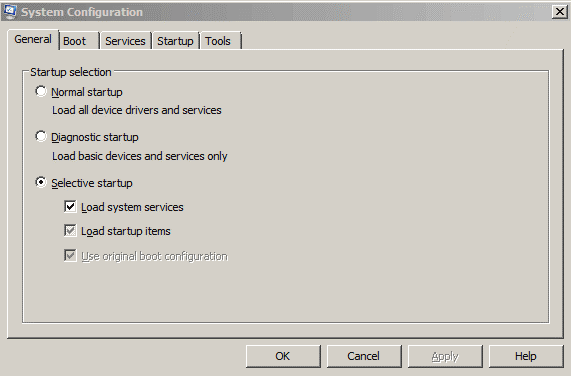 System Configuration
General Boot Services Startup Tools
Startup selection
Normal startup
Load all device drivers and services
Diagnostic startup
Load basic devices and services only
Selective startup
Load system services
Load startup items
Use original boot configuration
OK Cancel Apply Help